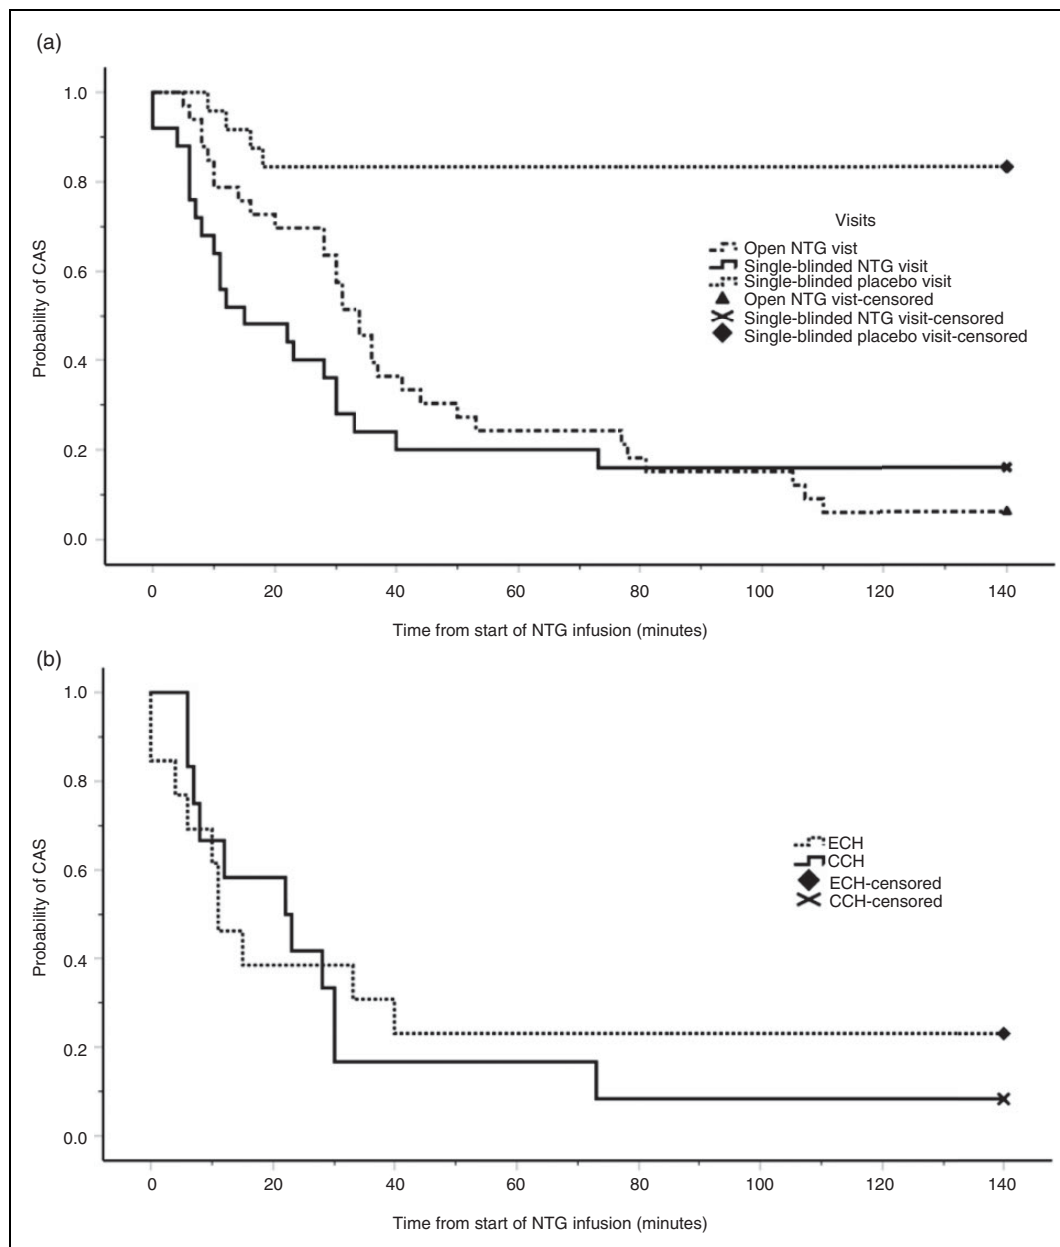 (a)
1.0
0.8
0.6
0.4
0.2
0.0
Probability of CAS
Visits
Open NTG vist
Single-blinded NTG visit
Single-blinded placebo visit
Open NTG vist-censored
Single-blinded NTG visit-censored
Single-blinded placebo visit-censored
0 20 40 60 80 100 120 140
Time from start of NTG infusion (minutes)
(b)
1.0
0.8
0.6
0.4
0.2
0.0
Probability of CAS
ECH
CCH
ECH-censored
CCH-censored
0 20 40 60 80 100 120 140
Time from start of NTG infusion (minutes)